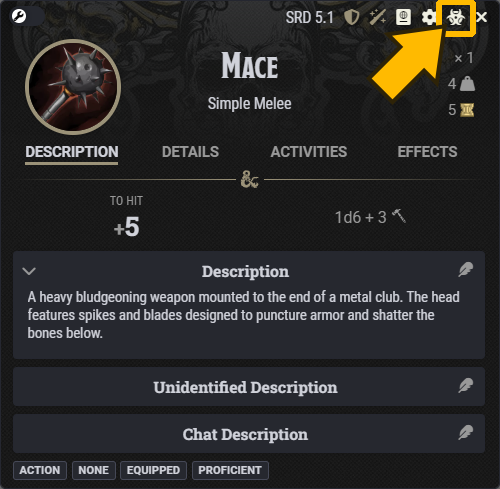 SRD 5.1
MACE
Simple Melee
× 1
4
5
DESCRIPTION DETAILS ACTIVITIES EFFECTS
&
TO HIT
+5
1d6 + 3
Description
A heavy bludgeoning weapon mounted to the end of a metal club. The head
features spikes and blades designed to puncture armor and shatter the
bones below.
Unidentified Description
Chat Description
ACTION NONE EQUIPPED PROFICIENT